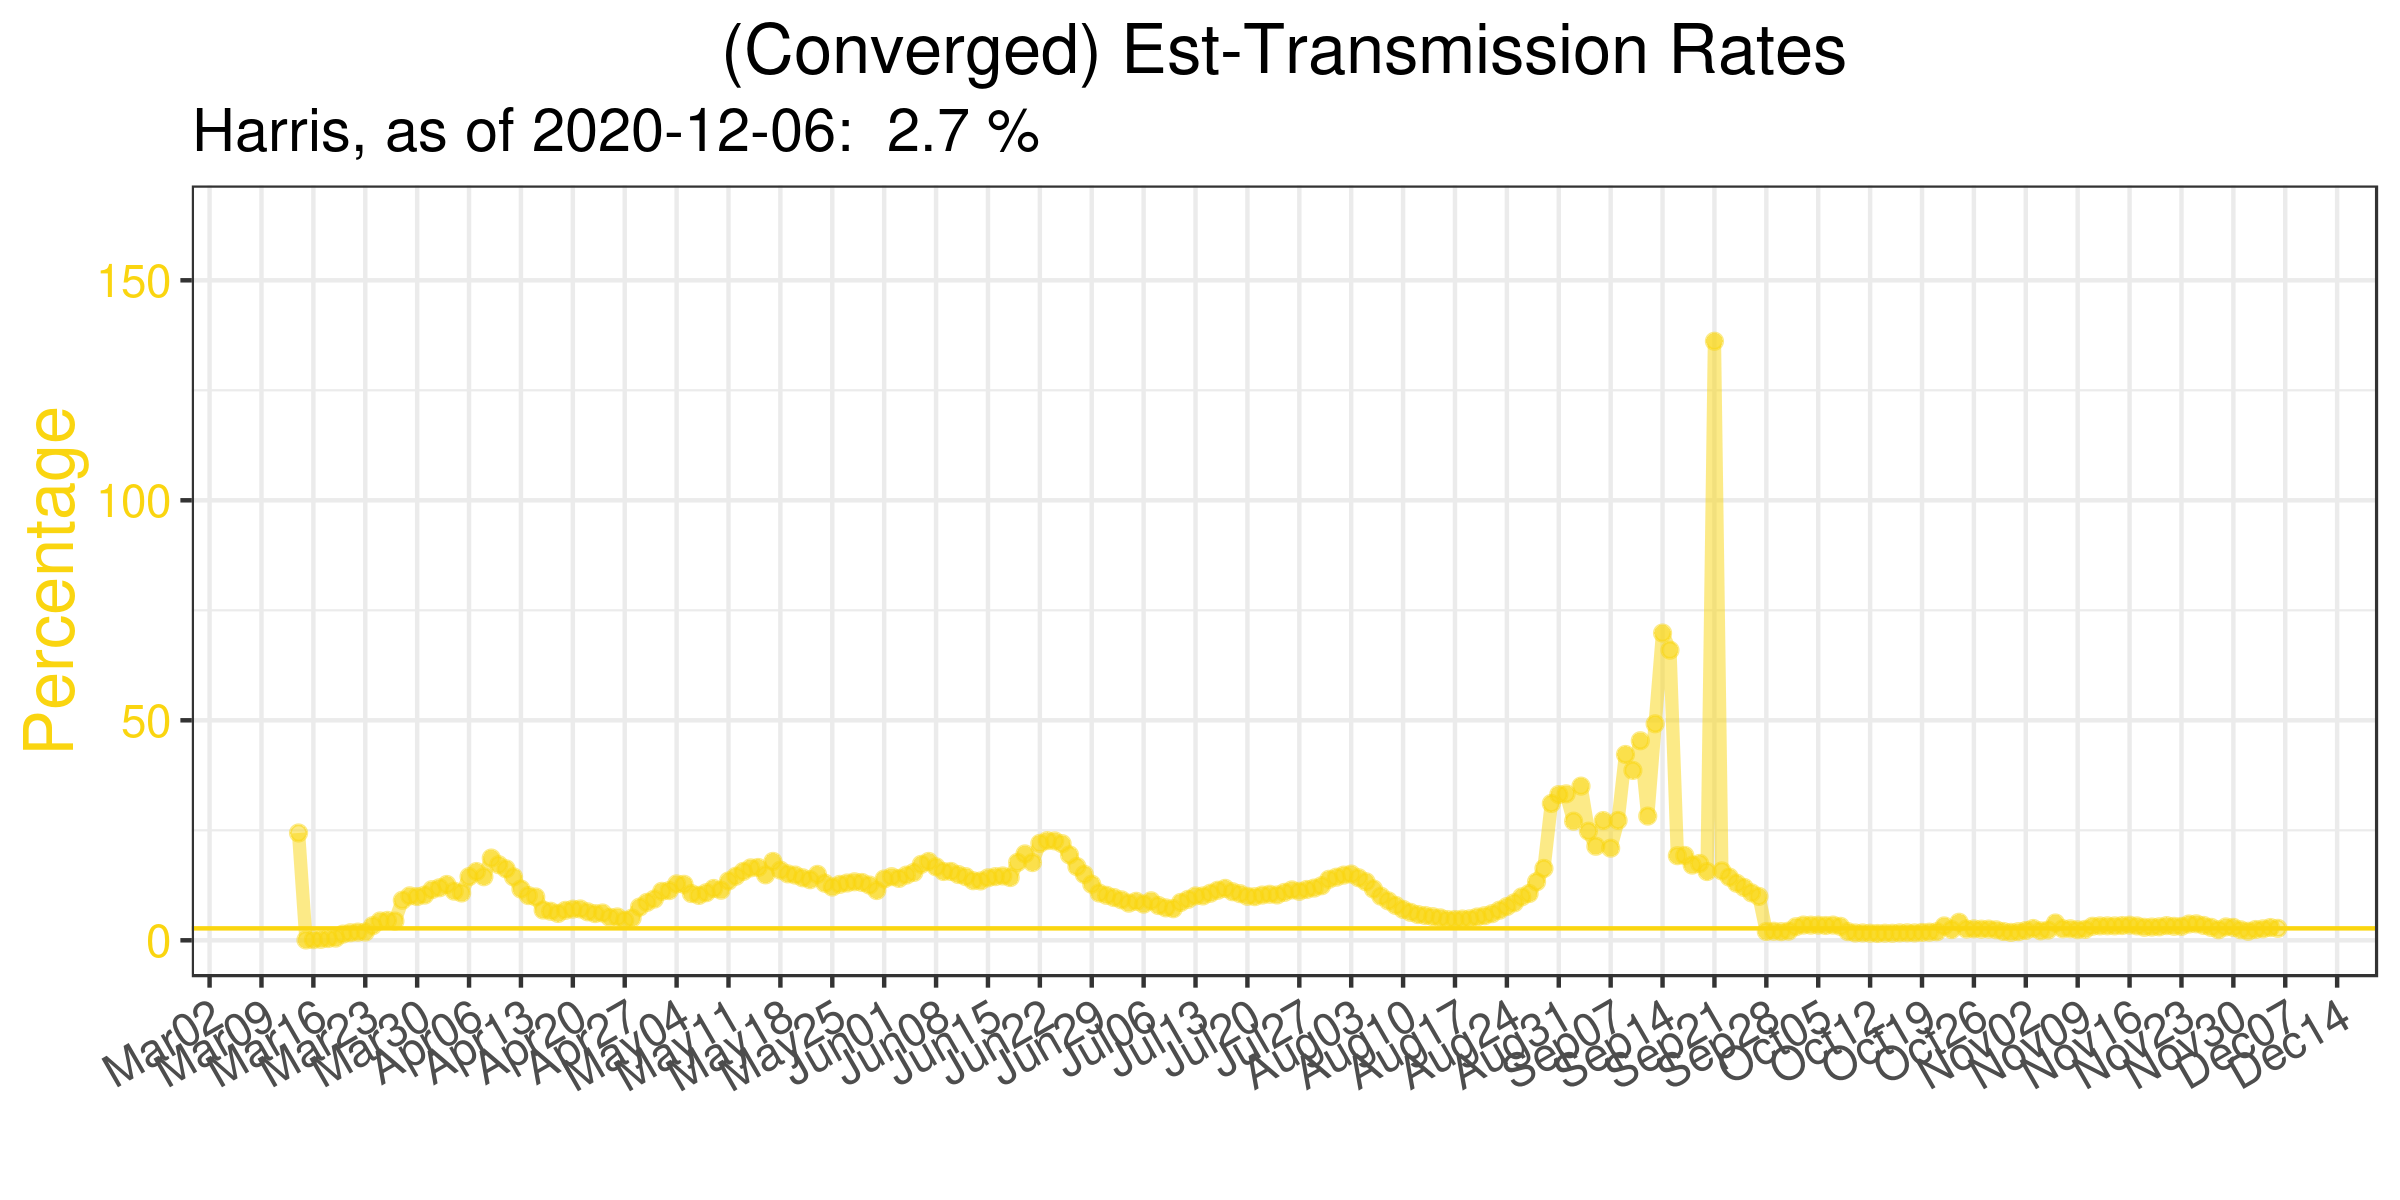 (Converged) Est-Transmission Rates
Harris, as of 2020-12-06:  2.7 %
Percentage
150
100
50
0
Mar02
Mar09
Mar16
Mar23
Mar30
Apr06
Apr13
Apr20
Apr27
May04
May11
May18
May25
Jun01
Jun08
Jun15
Jun22
Jun29
Jul06
Jul13
Jul20
Jul27
Aug03
Aug10
Aug17
Aug24
Aug31
Sep07
Sep14
Sep21
Sep28
Oct05
Oct12
Oct19
Oct26
Nov02
Nov09
Nov16
Nov23
Nov30
Dec07
Dec14